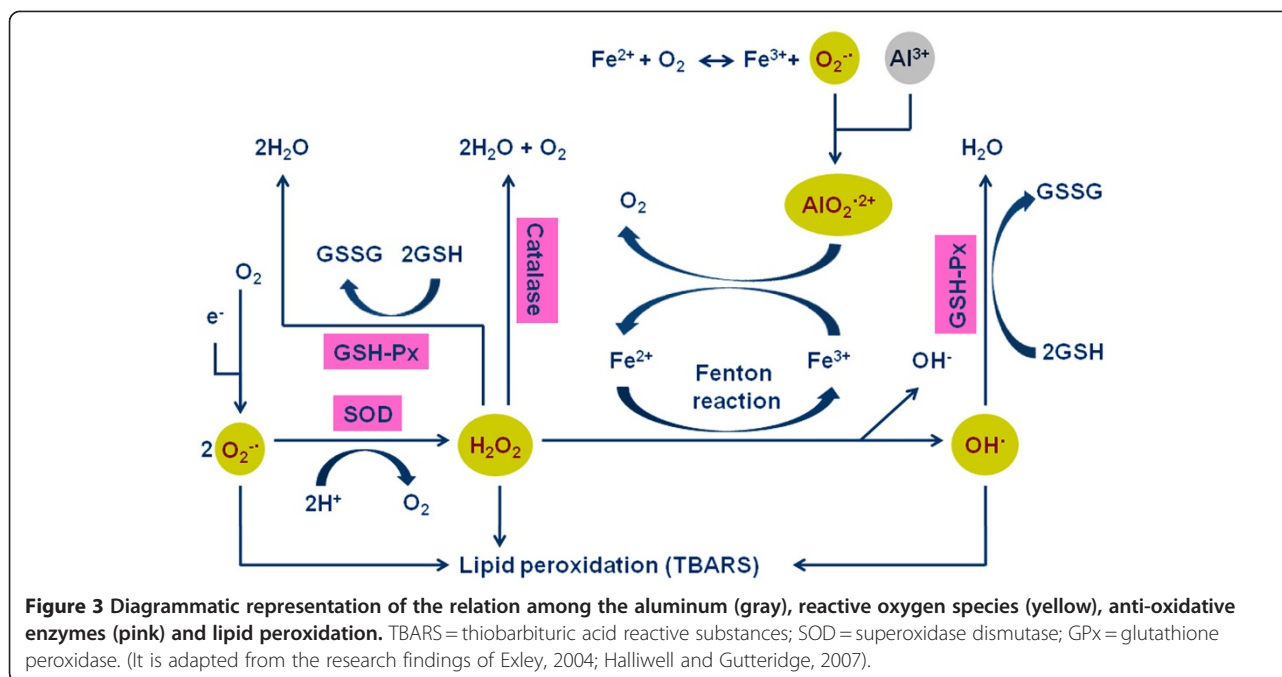 Fe²⁺ + O₂ ↔ Fe³⁺+ O₂⁻· Al³⁺
2H₂O 2H₂O + O₂ H₂O
O₂ AlO₂·²⁺ GSSG
Catalase
GSSG 2GSH
O₂
GSH-Px
e⁻
GSH-Px Fe²⁺ Fe³⁺ OH⁻ 2GSH
Fenton
reaction
SOD
2 O₂⁻· H₂O₂ OH·
2H⁺ O₂
Lipid peroxidation (TBARS)
Figure 3 Diagrammatic representation of the relation among the aluminum (gray), reactive oxygen species (yellow), anti-oxidative
enzymes (pink) and lipid peroxidation. TBARS = thiobarbituric acid reactive substances; SOD = superoxidase dismutase; GPx = glutathione
peroxidase. (It is adapted from the research findings of Exley, 2004; Halliwell and Gutteridge, 2007).